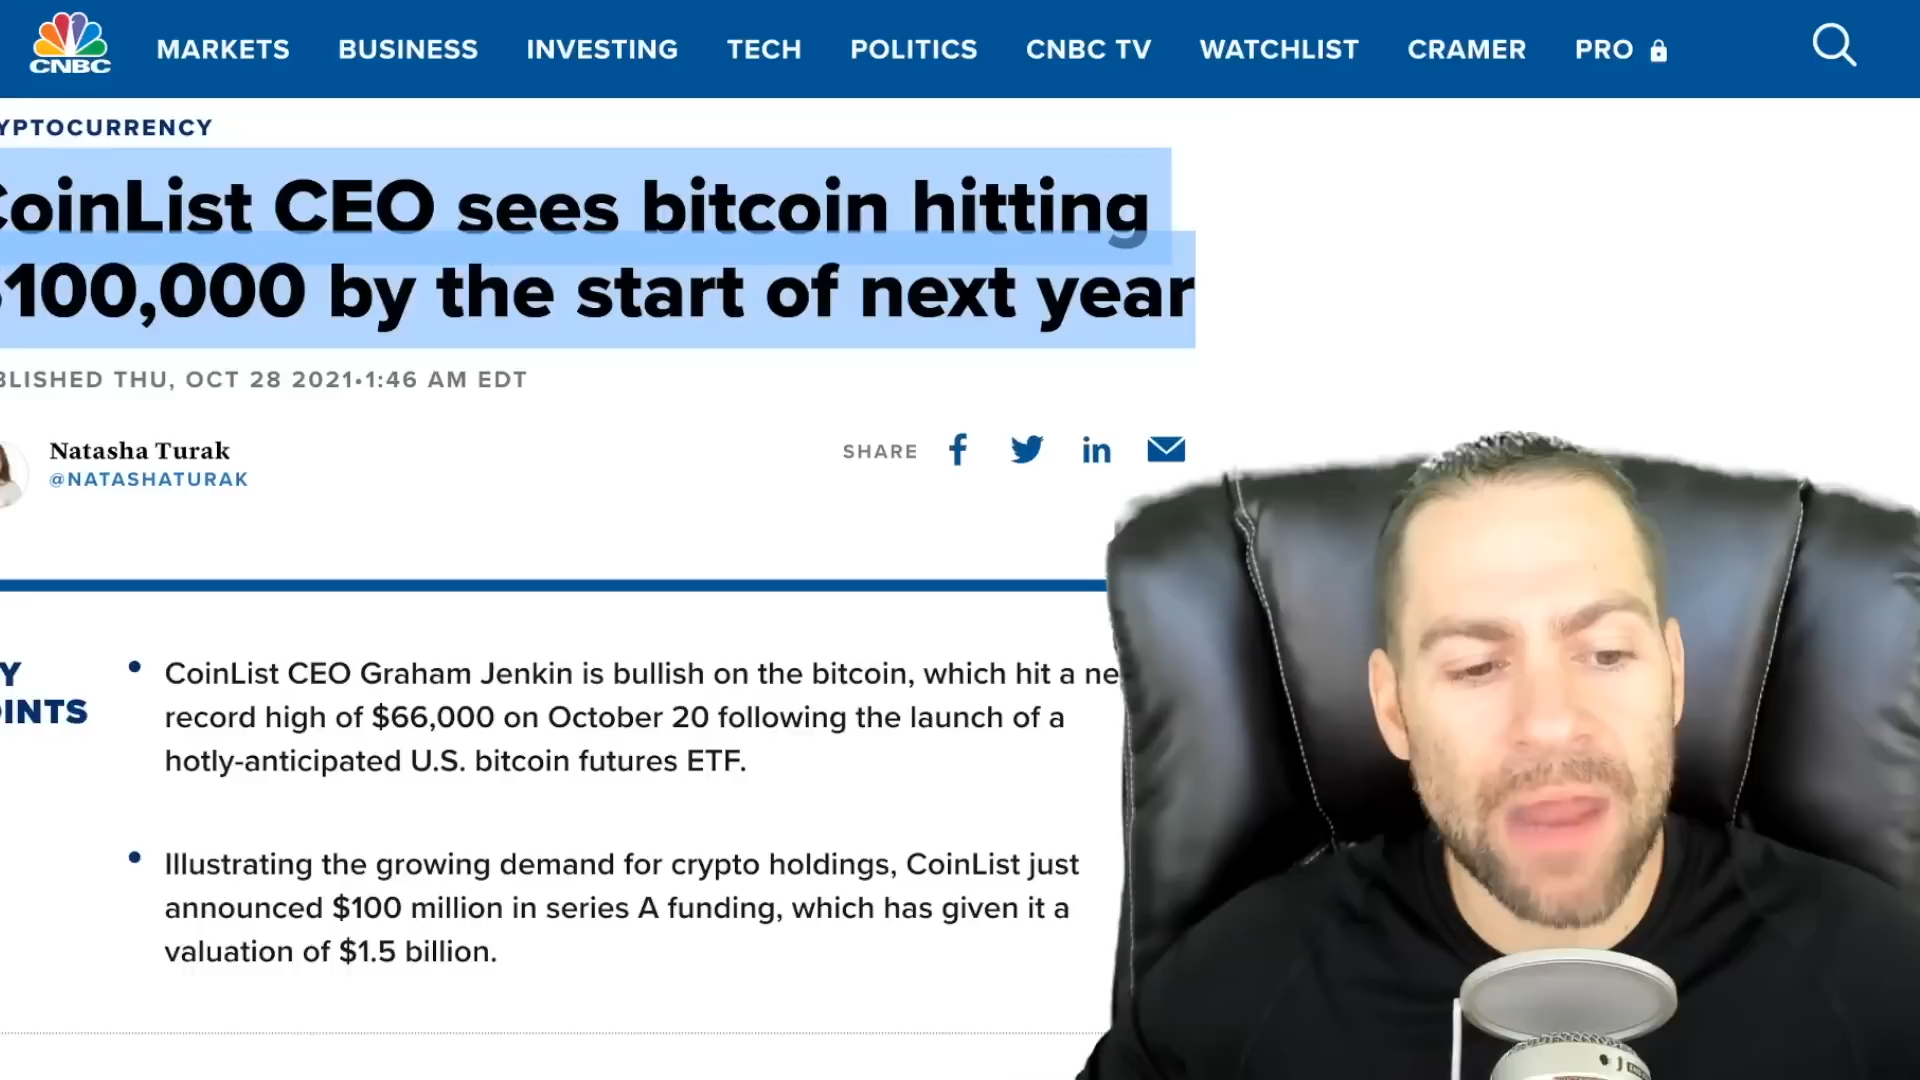 CNBC
MARKETS BUSINESS INVESTING TECH POLITICS CNBC TV WATCHLIST CRAMER PRO
YPTOCURRENCY
CoinList CEO sees bitcoin hitting
$100,000 by the start of next year
BLISHED THU, OCT 28 2021•1:46 AM EDT
Natasha Turak
@NATASHATURAK
SHARE
Y
INTS
• CoinList CEO Graham Jenkin is bullish on the bitcoin, which hit a ne
record high of $66,000 on October 20 following the launch of a
hotly-anticipated U.S. bitcoin futures ETF.
• Illustrating the growing demand for crypto holdings, CoinList just
announced $100 million in series A funding, which has given it a
valuation of $1.5 billion.